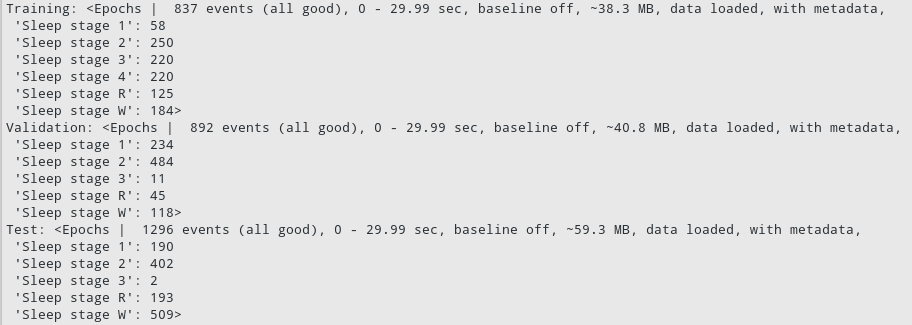 Training: <Epochs |  837 events (all good), 0 - 29.99 sec, baseline off, ~38.3 MB, data loaded, with metadata,
 'Sleep stage 1': 58
 'Sleep stage 2': 250
 'Sleep stage 3': 220
 'Sleep stage 4': 220
 'Sleep stage R': 125
 'Sleep stage W': 184>
Validation: <Epochs |  892 events (all good), 0 - 29.99 sec, baseline off, ~40.8 MB, data loaded, with metadata,
 'Sleep stage 1': 234
 'Sleep stage 2': 484
 'Sleep stage 3': 11
 'Sleep stage R': 45
 'Sleep stage W': 118>
Test: <Epochs |  1296 events (all good), 0 - 29.99 sec, baseline off, ~59.3 MB, data loaded, with metadata,
 'Sleep stage 1': 190
 'Sleep stage 2': 402
 'Sleep stage 3': 2
 'Sleep stage R': 193
 'Sleep stage W': 509>